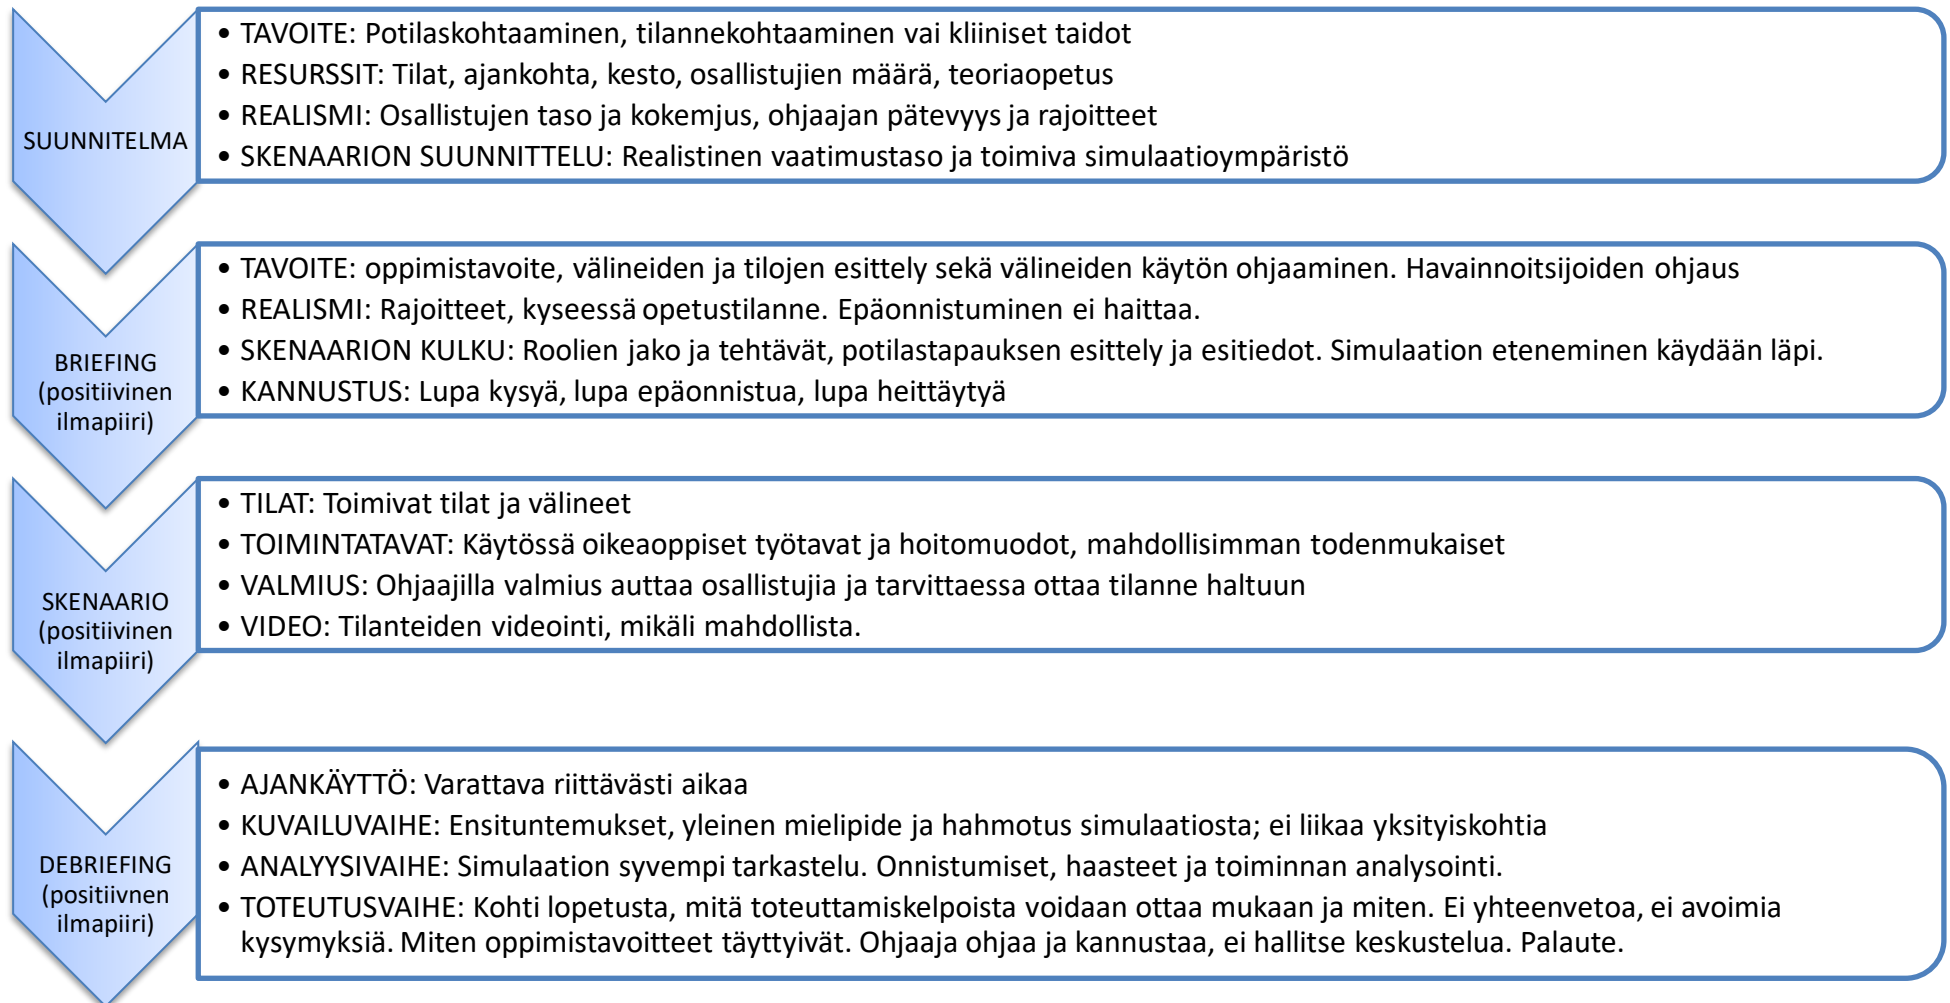 SUUNNITELMA
• TAVOITE: Potilaskohtaaminen, tilannekohtaaminen vai kliiniset taidot
• RESURSSIT: Tilat, ajankohta, kesto, osallistujien määrä, teoriaopetus
• REALISMI: Osallistujen taso ja kokemjus, ohjaajan pätevyys ja rajoitteet
• SKENAARION SUUNNITTELU: Realistinen vaatimustaso ja toimiva simulaatioympäristö
BRIEFING
(positiivinen
ilmapiiri)
• TAVOITE: oppimistavoite, välineiden ja tilojen esittely sekä välineiden käytön ohjaaminen. Havainnoitsijoiden ohjaus
• REALISMI: Rajoitteet, kyseessä opetustilanne. Epäonnistuminen ei haittaa.
• SKENAARION KULKU: Roolien jako ja tehtävät, potilastapauksen esittely ja esitiedot. Simulaation eteneminen käydään läpi.
• KANNUSTUS: Lupa kysyä, lupa epäonnistua, lupa heittäytyä
SKENAARIO
(positiivinen
ilmapiiri)
• TILAT: Toimivat tilat ja välineet
• TOIMINTATAVAT: Käytössä oikeaoppiset työtavat ja hoitomuodot, mahdollisimman todenmukaiset
• VALMIUS: Ohjaajilla valmius auttaa osallistujia ja tarvittaessa ottaa tilanne haltuun
• VIDEO: Tilanteiden videointi, mikäli mahdollista.
DEBRIEFING
(positiivnen
ilmapiiri)
• AJANKÄYTTÖ: Varattava riittävästi aikaa
• KUVAILUVAIHE: Ensituntemukset, yleinen mielipide ja hahmotus simulaatiosta; ei liikaa yksityiskohtia
• ANALYYSIVAIHE: Simulaation syvempi tarkastelu. Onnistumiset, haasteet ja toiminnan analysointi.
• TOTEUTUSVAIHE: Kohti lopetusta, mitä toteuttamiskelpoista voidaan ottaa mukaan ja miten. Ei yhteenvetoa, ei avoimia
kysymyksiä. Miten oppimistavoitteet täyttyivät. Ohjaaja ohjaa ja kannustaa, ei hallitse keskustelua. Palaute.